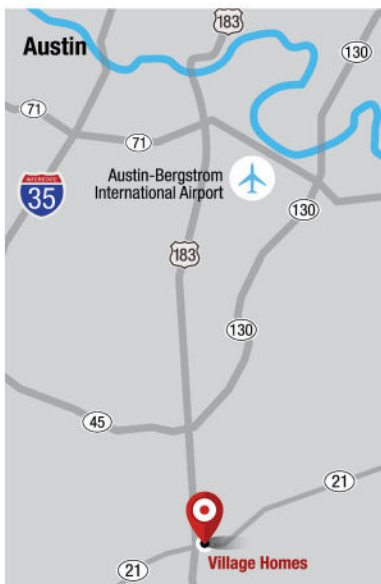 183
Austin
130
71
71
Austin-Bergstrom
International Airport
INTERSTATE
35
130
183
130
45
21
21
Village Homes